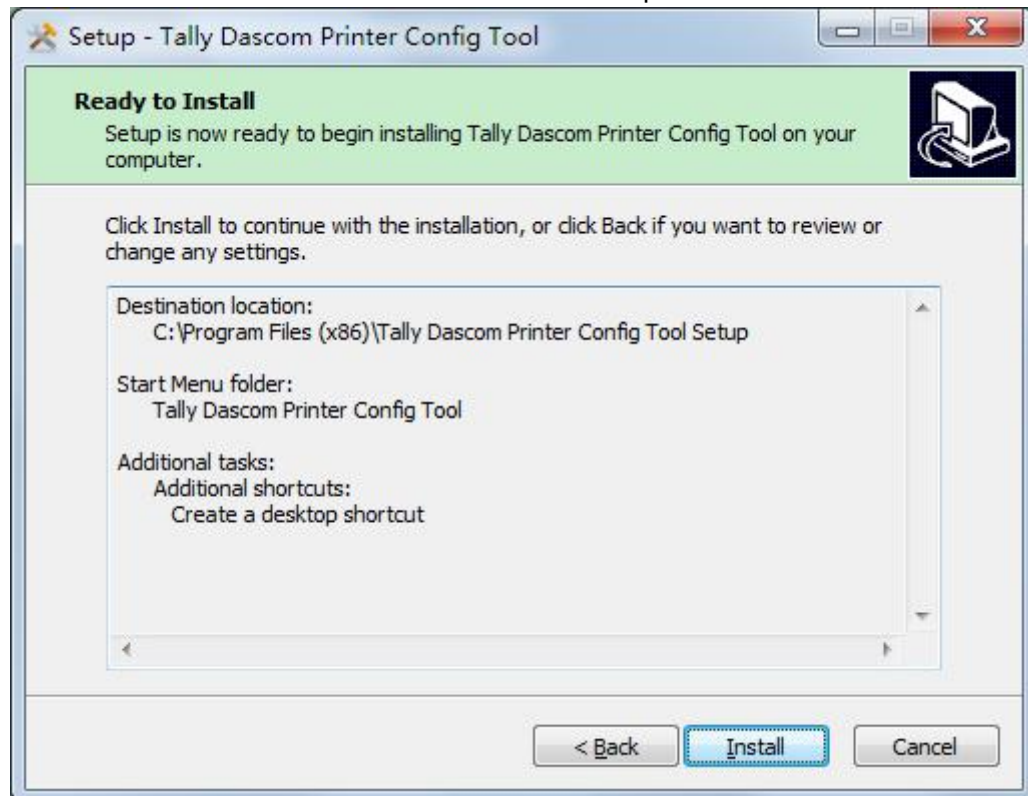 Setup - Tally Dascom Printer Config Tool
Ready to Install
Setup is now ready to begin installing Tally Dascom Printer Config Tool on your
computer.
Click Install to continue with the installation, or click Back if you want to review or
change any settings.
Destination location:
C:\Program Files (x86)\Tally Dascom Printer Config Tool Setup
Start Menu folder:
Tally Dascom Printer Config Tool
Additional tasks:
Additional shortcuts:
Create a desktop shortcut
< Back
Install
Cancel